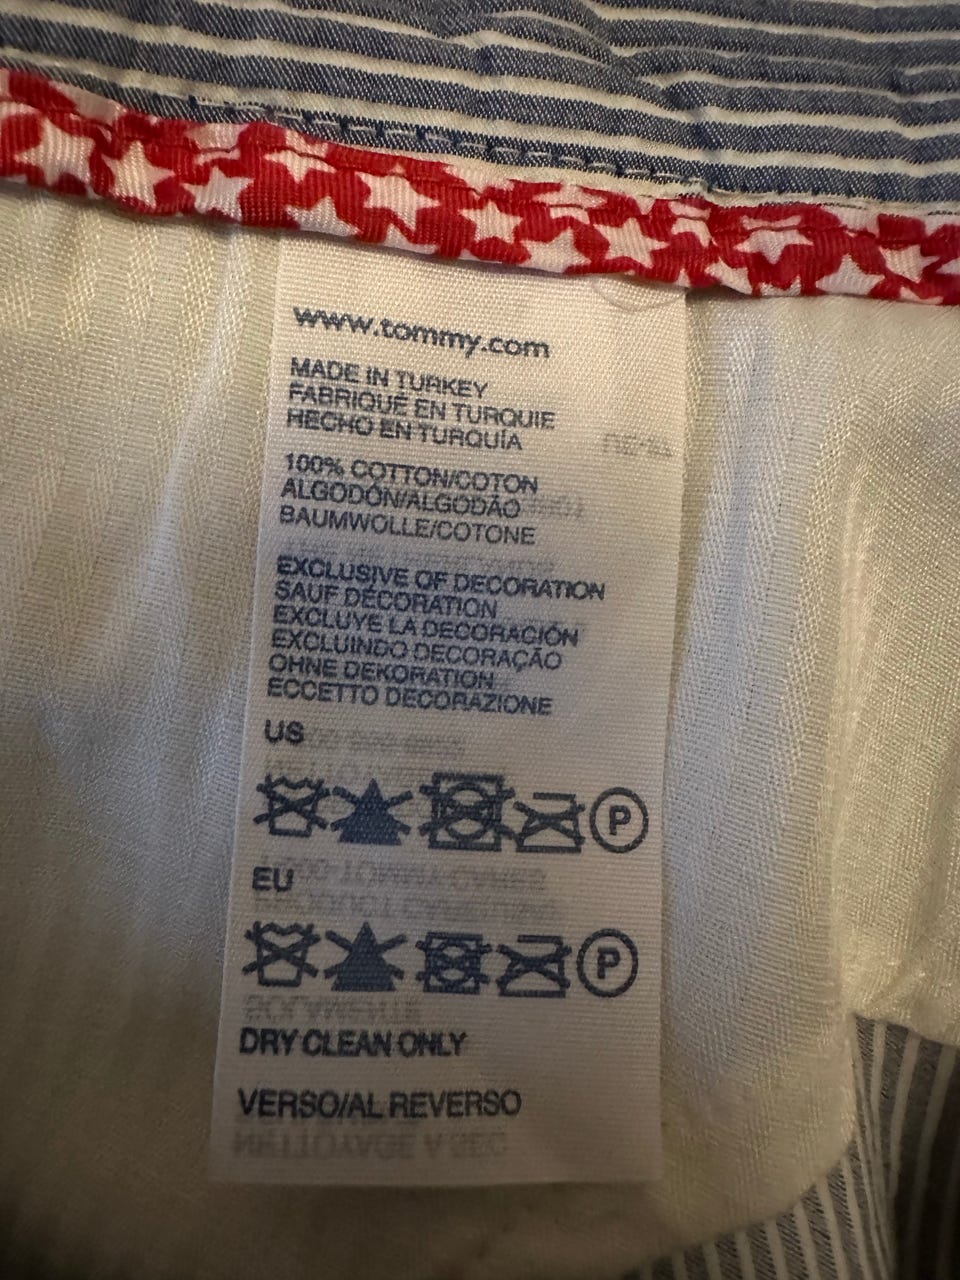 www.tommy.com
MADE IN TURKEY
FABRIQUÉ EN TURQUIE
HECHO EN TURQUÍA
100% COTTON/COTON
ALGODÓN/ALGODÃO
BAUMWOLLE/COTONE
EXCLUSIVE OF DECORATION
SAUF DÉCORATION
EXCLUYE LA DECORACIÓN
EXCLUINDO DECORAÇÃO
OHNE DEKORATION
ECCETTO DECORAZIONE
US
P
EU
P
DRY CLEAN ONLY
VERSO/AL REVERSO